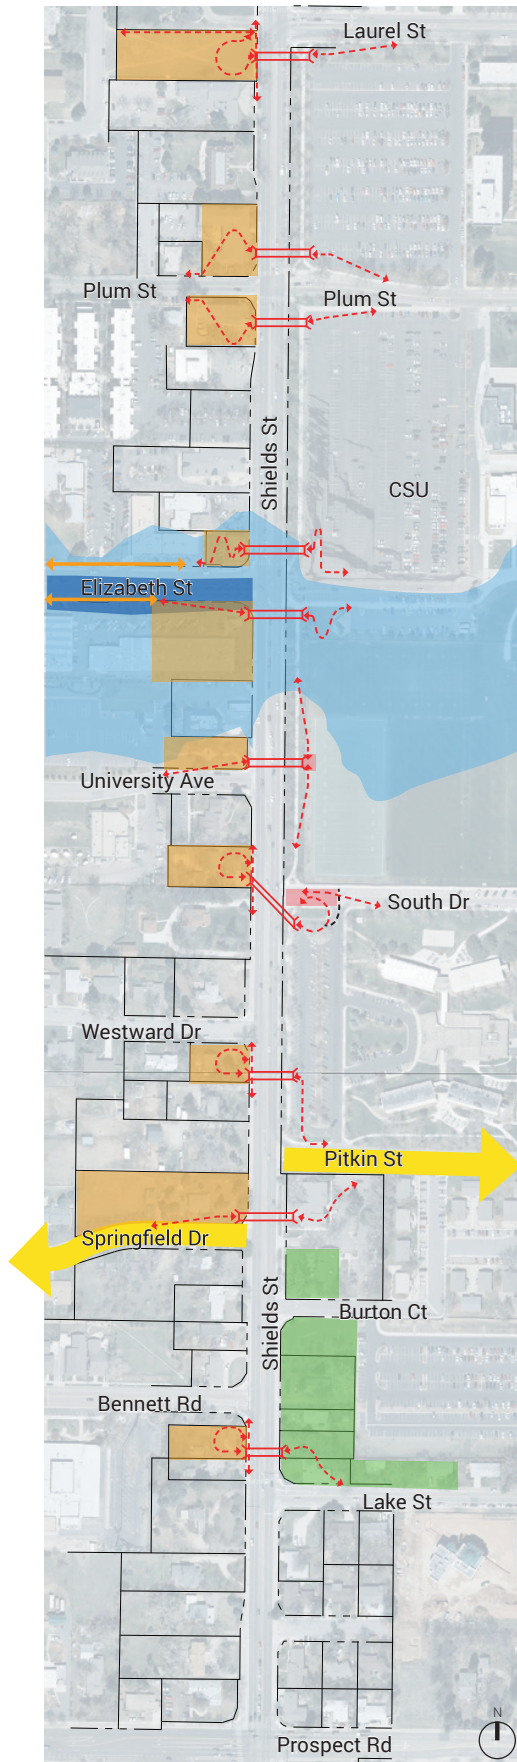 Laurel St
Plum St
Plum St
Shields St
CSU
Elizabeth St
University Ave
South Dr
Westward Dr
Pitkin St
Springfield Dr
Shields St
Burton Ct
Bennett Rd
Lake St
N
Prospect Rd